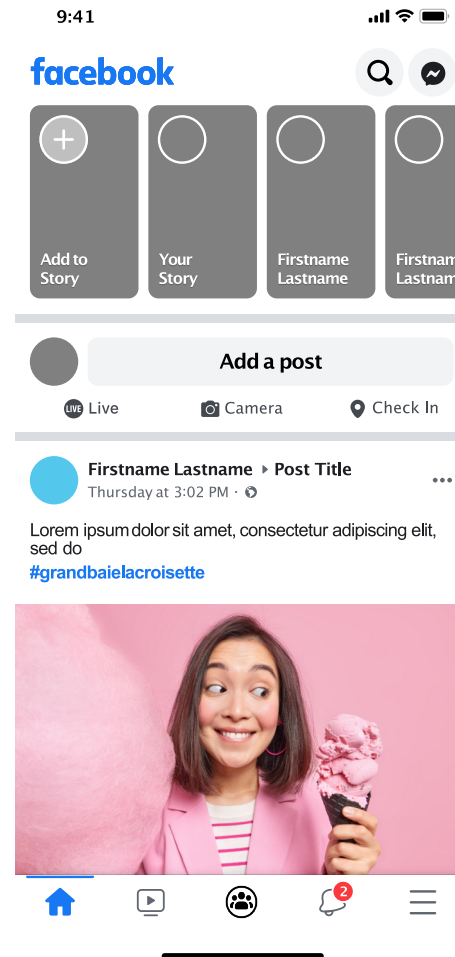 9:41
facebook
Add to
Story
Your
Story
Firstname
Lastname
Firstnam
Lastnam
Add a post
LIVE Live
Camera
Check In
Firstname Lastname Post Title
Thursday at 3:02 PM ·
Lorem ipsum dolor sit amet, consectetur adipiscing elit,
sed do
#grandbaielacroisette
2